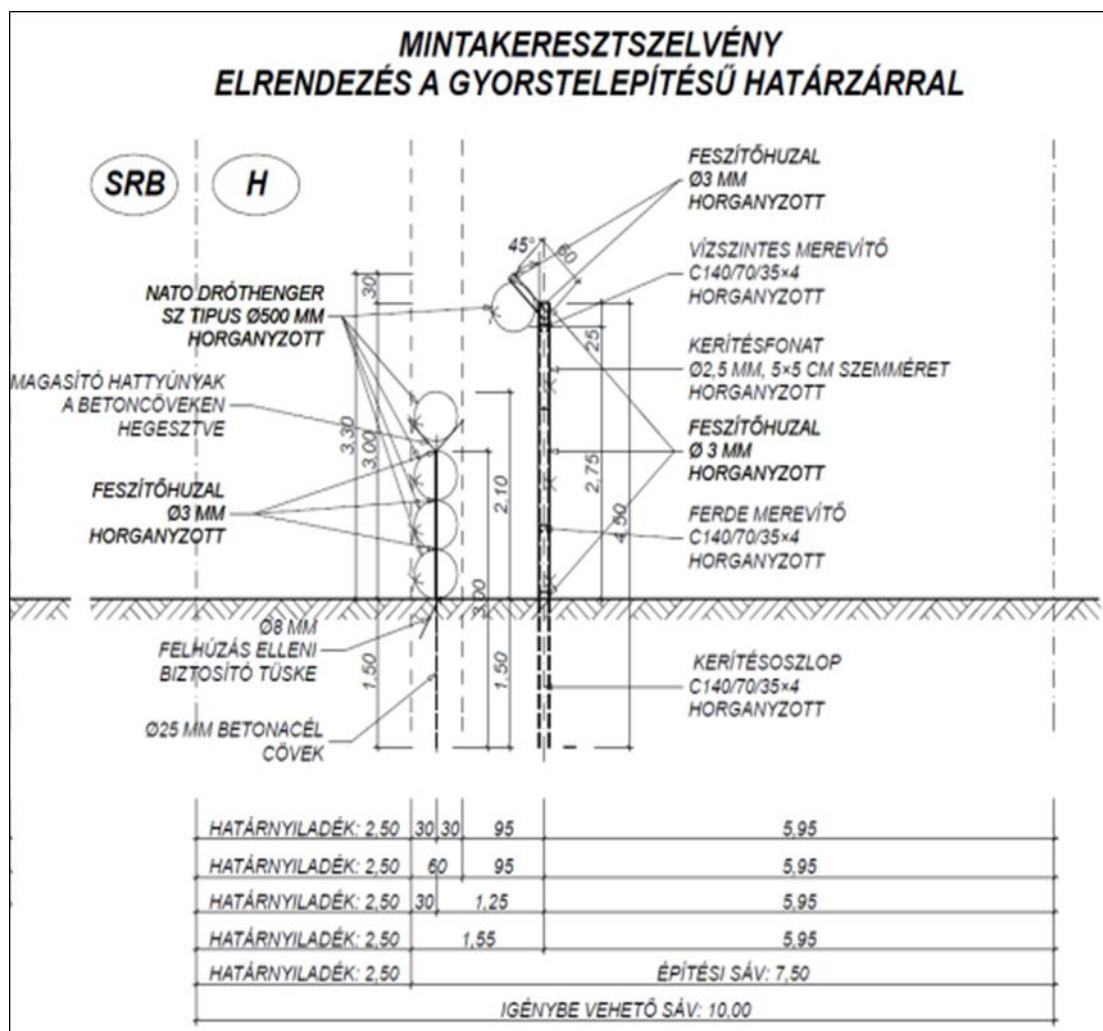 MINTAKERESZTSZELVÉNY
ELRENDEZÉS A GYORSTELEPÍTÉSŰ HATÁRZÁRRAL
SRB
H
NATO DRÓTHENGER
SZ TIPUS Ø500 MM
HORGANYZOTT
MAGASÍTÓ HATTYÚNYAK
A BETONCÖVEKEN
HEGESZTVE
FESZÍTŐHUZAL
Ø3 MM
HORGANYZOTT
Ø8 MM
FELHÚZÁS ELLENI
BIZTOSÍTÓ TÜSKE
Ø25 MM BETONACÉL
CÖVEK
30
3,30
3,00
1,50
2,10
3,00
1,50
45°
60
25
2,75
4,50
FESZÍTŐHUZAL
Ø3 MM
HORGANYZOTT
VÍZSZINTES MEREVÍTŐ
C140/70/35×4
HORGANYZOTT
KERÍTÉSFONAT
Ø2,5 MM, 5×5 CM SZEMMÉRET
HORGANYZOTT
FESZÍTŐHUZAL
Ø 3 MM
HORGANYZOTT
FERDE MEREVÍTŐ
C140/70/35×4
HORGANYZOTT
KERÍTÉSOSZLOP
C140/70/35×4
HORGANYZOTT
HATÁRNYILADÉK: 2,50 30 30 95 5,95
HATÁRNYILADÉK: 2,50 60 95 5,95
HATÁRNYILADÉK: 2,50 30 1,25 5,95
HATÁRNYILADÉK: 2,50 1,55 5,95
HATÁRNYILADÉK: 2,50 ÉPÍTÉSI SÁV: 7,50
IGÉNYBE VEHETŐ SÁV: 10,00